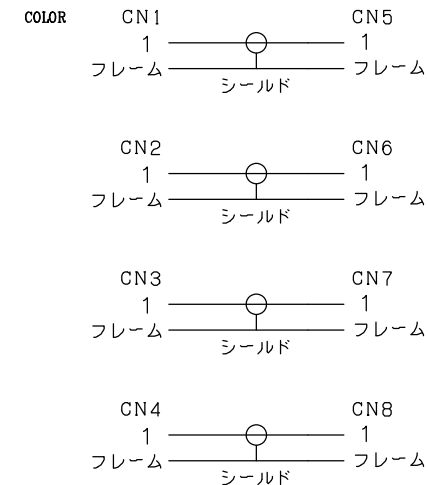 COLOR CN1 CN5
1 1
フレーム フレーム
シールド
CN2 CN6
1 1
フレーム フレーム
シールド
CN3 CN7
1 1
フレーム フレーム
シールド
CN4 CN8
1 1
フレーム フレーム
シールド